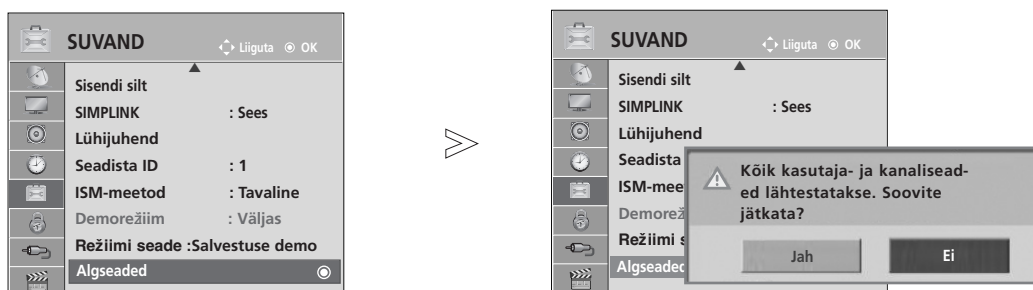 SUVAND
Liiguta OK
Sisendi silt
SIMPLINK : Sees
Lühijuhend
Seadista ID : 1
ISM-meetod : Tavaline
Demorežiim : Väljas
Režiimi seade :Salvestuse demo
Algseaded
SUVAND
Liiguta OK
Sisendi silt
SIMPLINK : Sees
Lühijuhend
Seadista
ISM-mee
Demorež
Režiimi s
Algseaded
Kõik kasutaja- ja kanalisead-
ed lähtestatakse. Soovite
jätkata?
Jah Ei